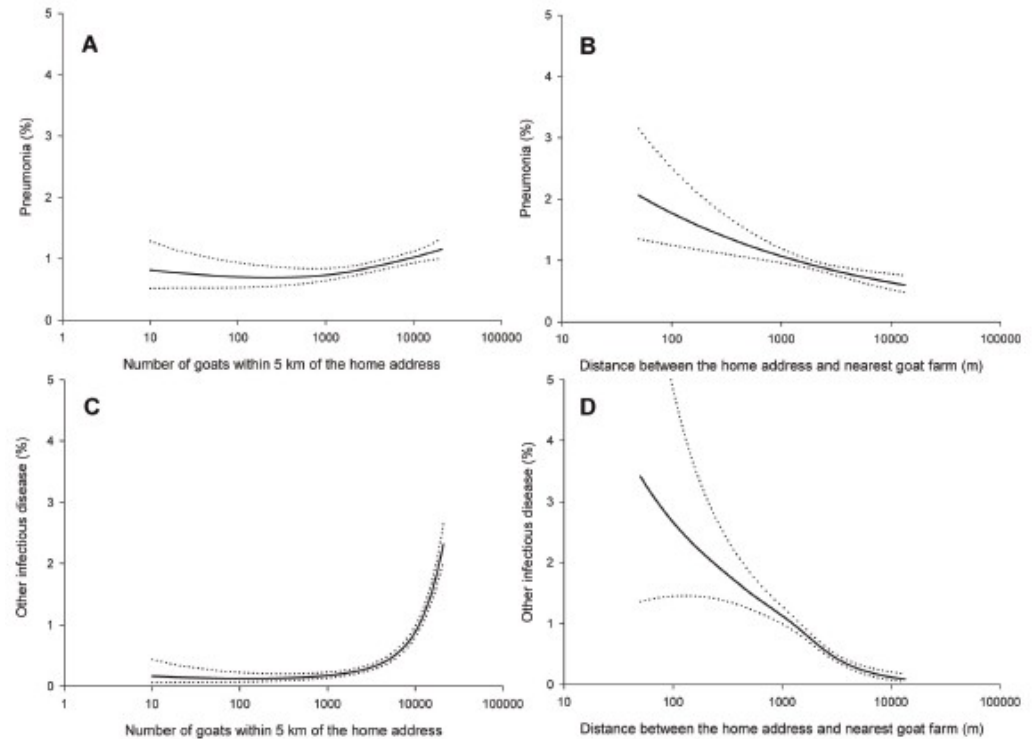 A
5
4
3
2
1
0
Pneumonia (%)
1 10 100 1000 10000 100000
Number of goats within 5 km of the home address
B
5
4
3
2
1
0
Pneumonia (%)
10 100 1000 10000 100000
Distance between the home address and nearest goat farm (m)
C
5
4
3
2
1
0
Other infectious disease (%)
1 10 100 1000 10000 100000
Number of goats within 5 km of the home address
D
5
4
3
2
1
0
Other infectious disease (%)
10 100 1000 10000 100000
Distance between the home address and nearest goat farm (m)